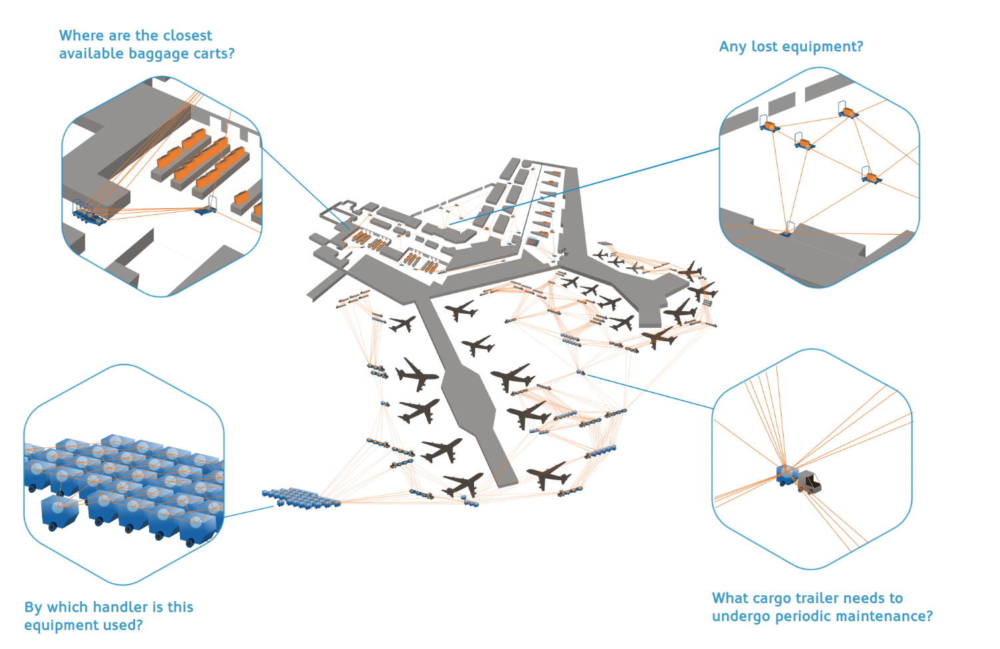 Where are the closest
available baggage carts?
Any lost equipment?
By which handler is this
equipment used?
What cargo trailer needs to
undergo periodic maintenance?